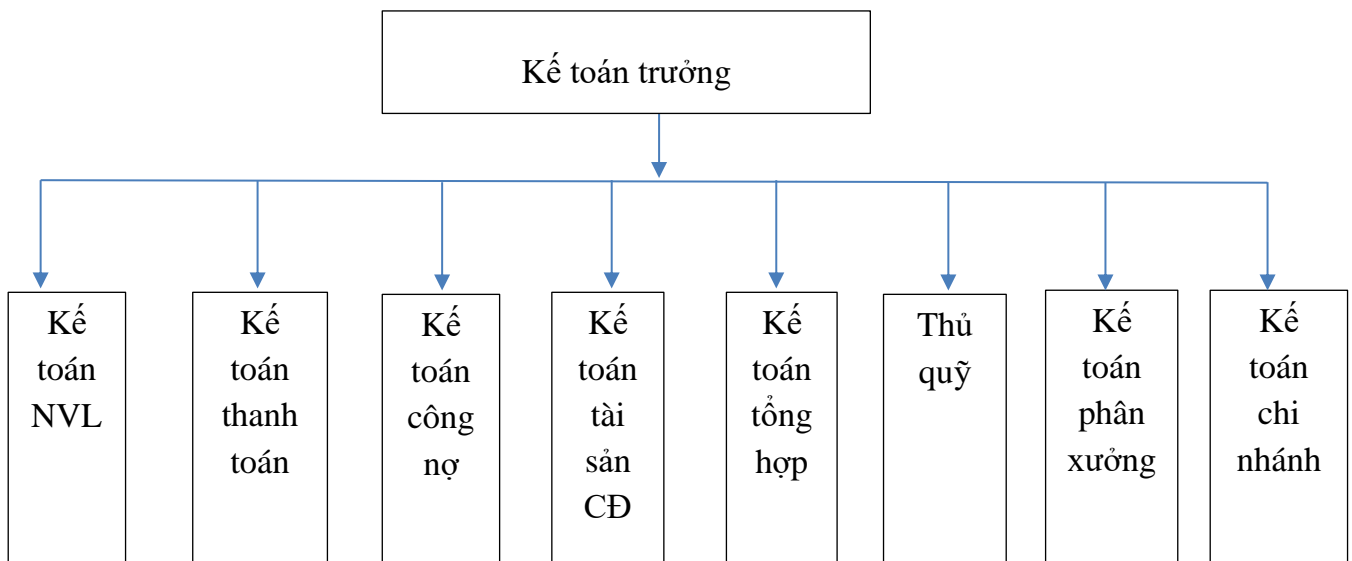 Kế toán trưởng
Kế
toán
NVL
Kế
toán
thanh
toán
Kế
toán
công
nợ
Kế
toán
tài
sản
CĐ
Kế
toán
tổng
hợp
Thủ
quỹ
Kế
toán
phân
xưởng
Kế
toán
chi
nhánh